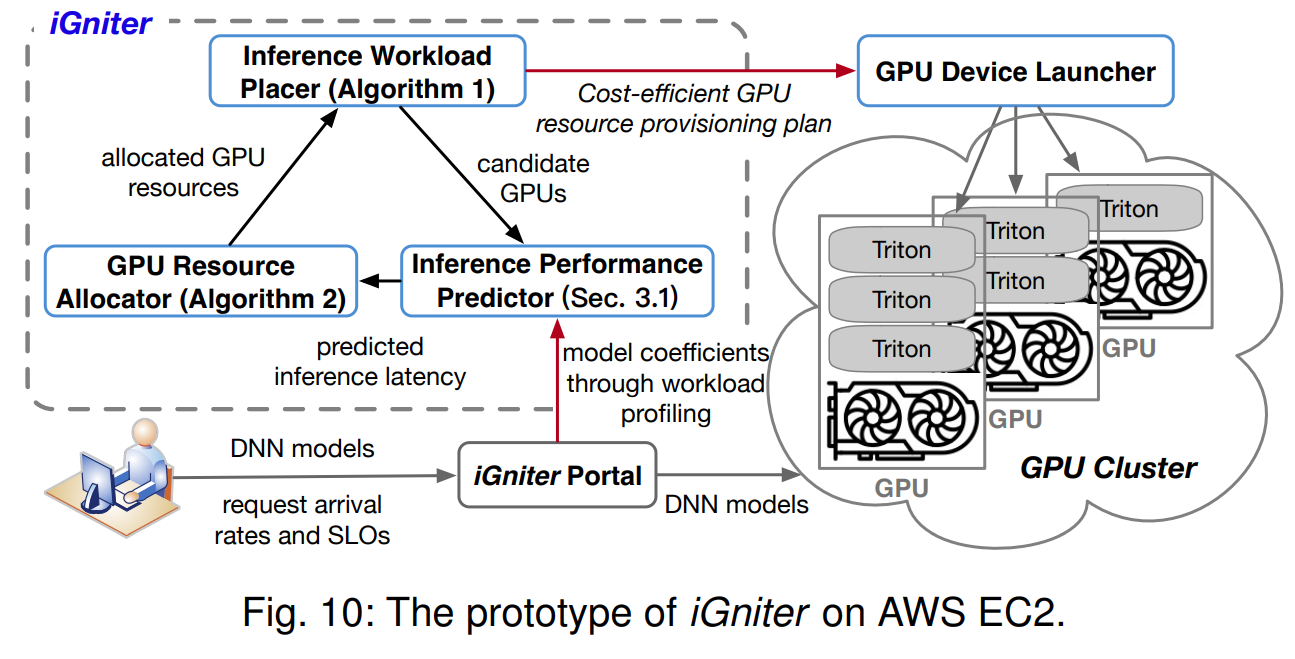 iGniter
Inference Workload
Placer (Algorithm 1)
GPU Device Launcher
Cost-efficient GPU
resource provisioning plan
allocated GPU
resources
candidate
GPUs
GPU Resource
Allocator (Algorithm 2)
Inference Performance
Predictor (Sec. 3.1)
predicted
inference latency
model coefficients
through workload
profiling
Triton
Triton
Triton
Triton
Triton
Triton
GPU
GPU
GPU
GPU Cluster
DNN models
request arrival
rates and SLOs
iGniter Portal
DNN models
Fig. 10: The prototype of iGniter on AWS EC2.